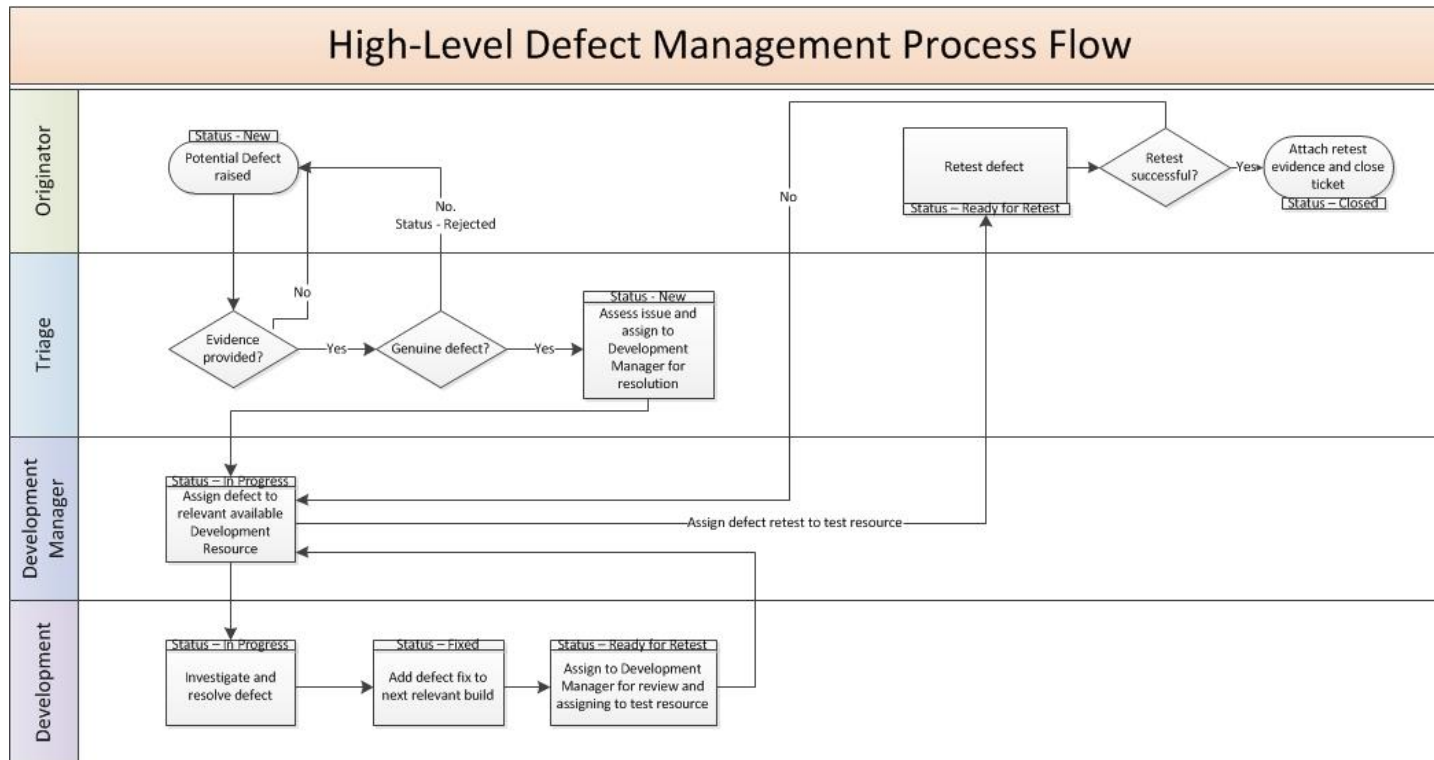 High-Level Defect Management Process Flow
Originator
Status - New
Potential Defect
raised
No.
Status - Rejected
No
Retest defect
Status – Ready for Retest
Retest
successful?
Yes
Attach retest
evidence and close
ticket
Status – Closed
Triage
No
Evidence
provided?
Yes
Genuine defect?
Yes
Status - New
Assess issue and
assign to
Development
Manager for
resolution
Development
Manager
Status – In Progress
Assign defect to
relevant available
Development
Resource
Assign defect retest to test resource
Development
Status – In Progress
Investigate and
resolve defect
Status – Fixed
Add defect fix to
next relevant build
Status – Ready for Retest
Assign to Development
Manager for review and
assigning to test resource